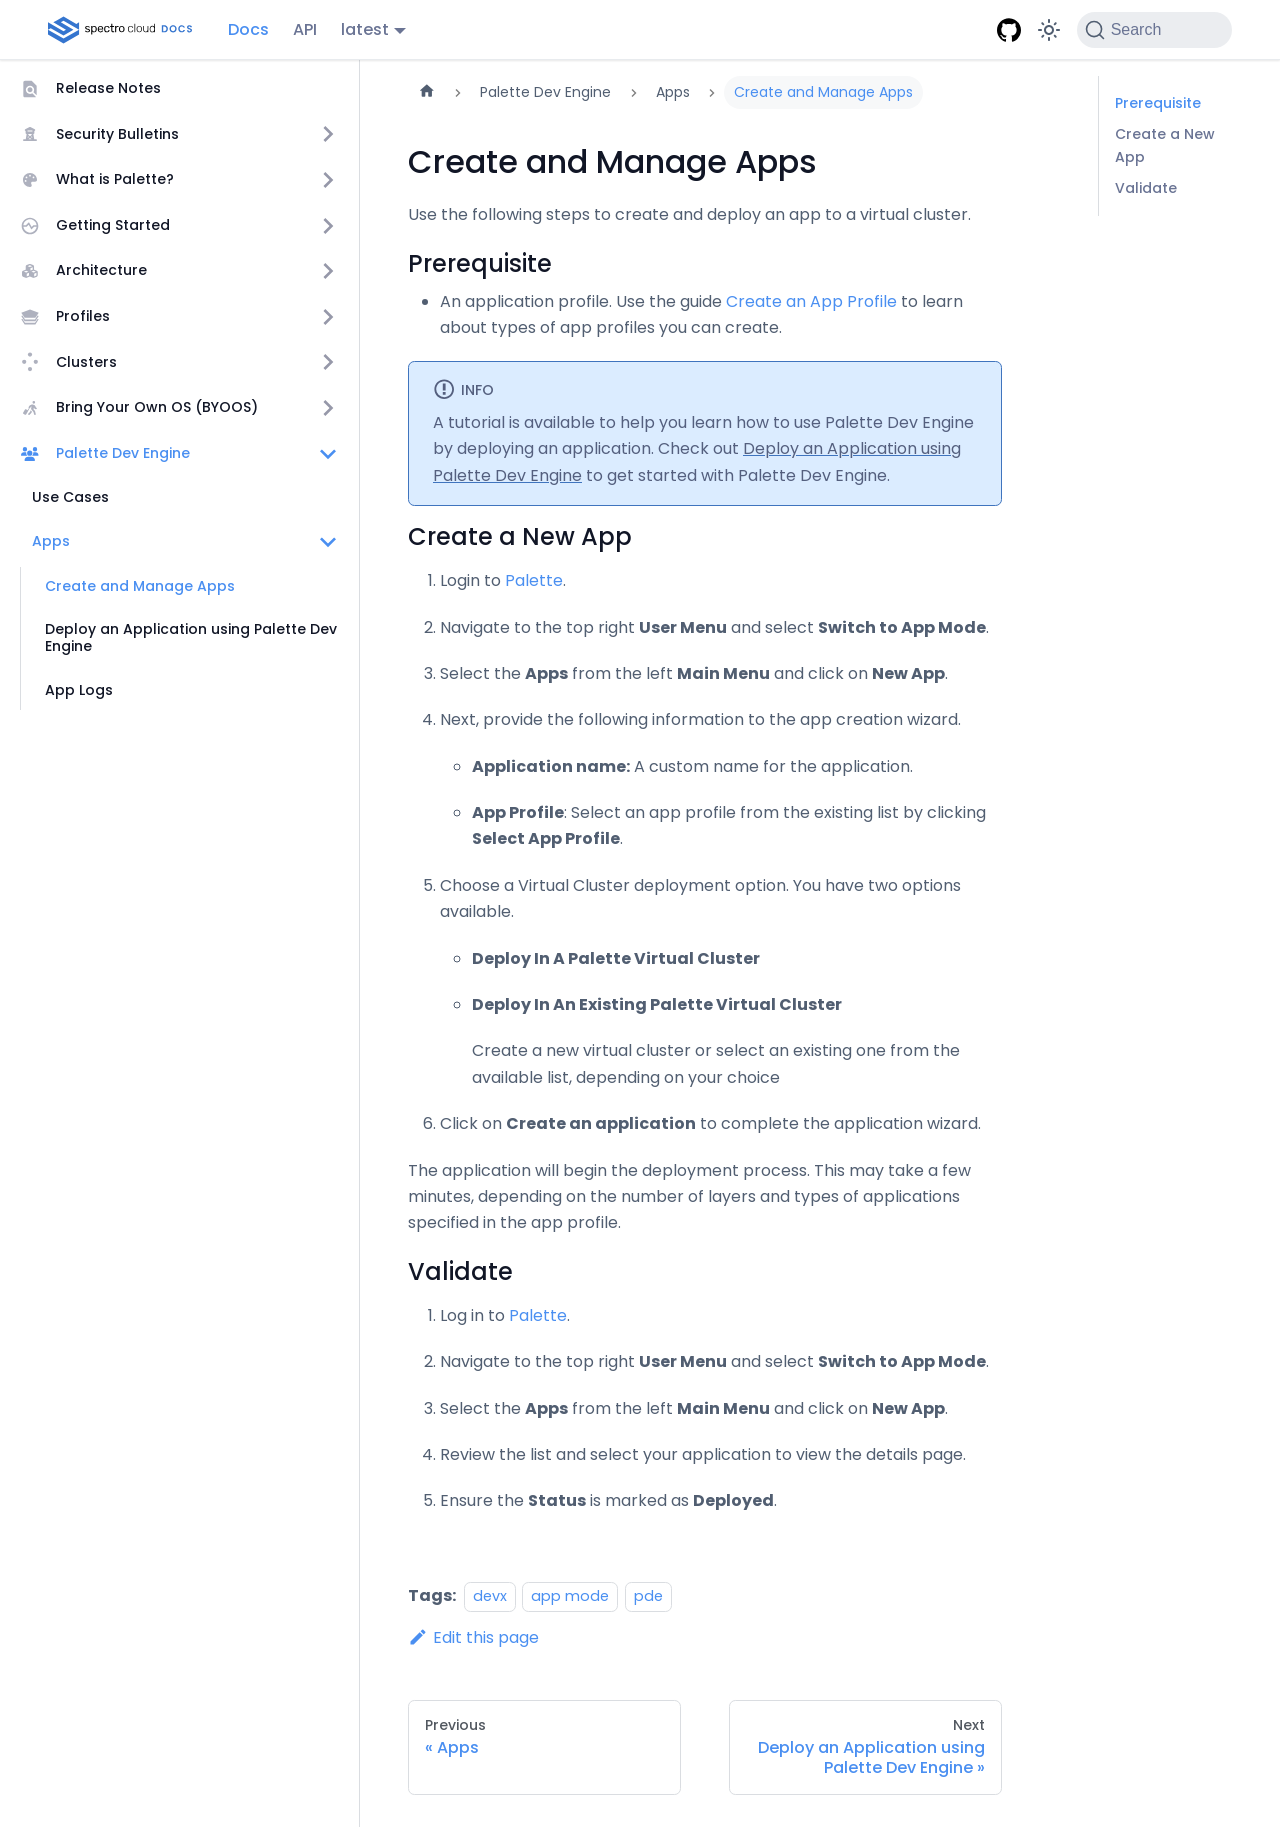 spectro cloud DOCS
Docs
API
latest
Search
Release Notes
Security Bulletins
What is Palette?
Getting Started
Architecture
Profiles
Clusters
Bring Your Own OS (BYOOS)
Palette Dev Engine
Use Cases
Apps
Create and Manage Apps
Deploy an Application using Palette Dev
Engine
App Logs
Palette Dev Engine
Apps
Create and Manage Apps
Create and Manage Apps
Use the following steps to create and deploy an app to a virtual cluster.
Prerequisite
• An application profile. Use the guide Create an App Profile to learn
about types of app profiles you can create.
INFO
A tutorial is available to help you learn how to use Palette Dev Engine
by deploying an application. Check out Deploy an Application using
Palette Dev Engine to get started with Palette Dev Engine.
Create a New App
1. Login to Palette.
2. Navigate to the top right User Menu and select Switch to App Mode.
3. Select the Apps from the left Main Menu and click on New App.
4. Next, provide the following information to the app creation wizard.
◦ Application name: A custom name for the application.
◦ App Profile: Select an app profile from the existing list by clicking
Select App Profile.
5. Choose a Virtual Cluster deployment option. You have two options
available.
◦ Deploy In A Palette Virtual Cluster
◦ Deploy In An Existing Palette Virtual Cluster
Create a new virtual cluster or select an existing one from the
available list, depending on your choice
6. Click on Create an application to complete the application wizard.
The application will begin the deployment process. This may take a few
minutes, depending on the number of layers and types of applications
specified in the app profile.
Validate
1. Log in to Palette.
2. Navigate to the top right User Menu and select Switch to App Mode.
3. Select the Apps from the left Main Menu and click on New App.
4. Review the list and select your application to view the details page.
5. Ensure the Status is marked as Deployed.
Tags: devx app mode pde
Edit this page
Previous
« Apps
Next
Deploy an Application using
Palette Dev Engine »
Prerequisite
Create a New
App
Validate